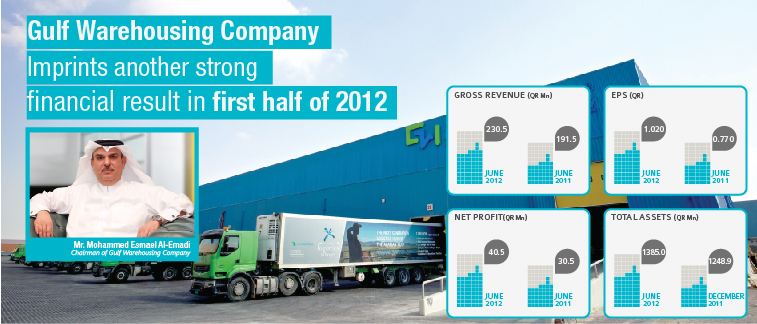 Gulf Warehousing Company
Imprints another strong
financial result in first half of 2012
Mr. Mohammed Esmael Al-Emadi
Chairman of Gulf Warehousing Company
GROSS REVENUE (QR Mn)
230.5
191.5
JUNE
2012
JUNE
2011
EPS (QR)
1.020
0.770
JUNE
2012
JUNE
2011
NET PROFIT(QR Mn)
40.5
30.5
JUNE
2012
JUNE
2011
TOTAL ASSETS (QR Mn)
1385.0
1248.9
JUNE
2012
DECEMBER
2011